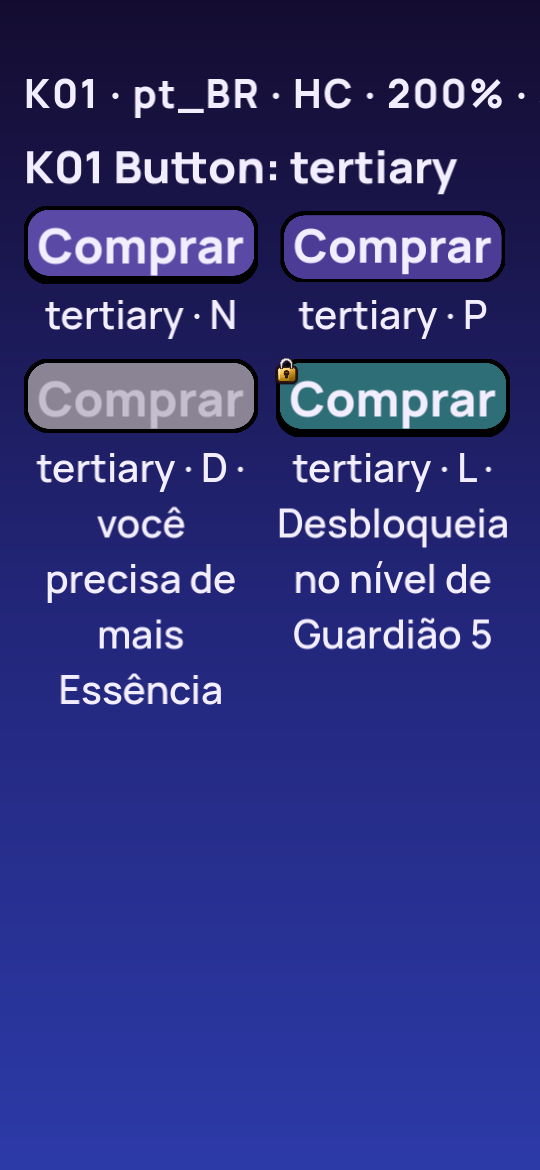 K01 · pt_BR · HC · 200% ·
K01 Button: tertiary
Comprar
Comprar
tertiary · N
tertiary · P
Comprar
Comprar
tertiary · D ·
você
precisa de
mais
Essência
tertiary · L ·
Desbloqueia
no nível de
Guardião 5